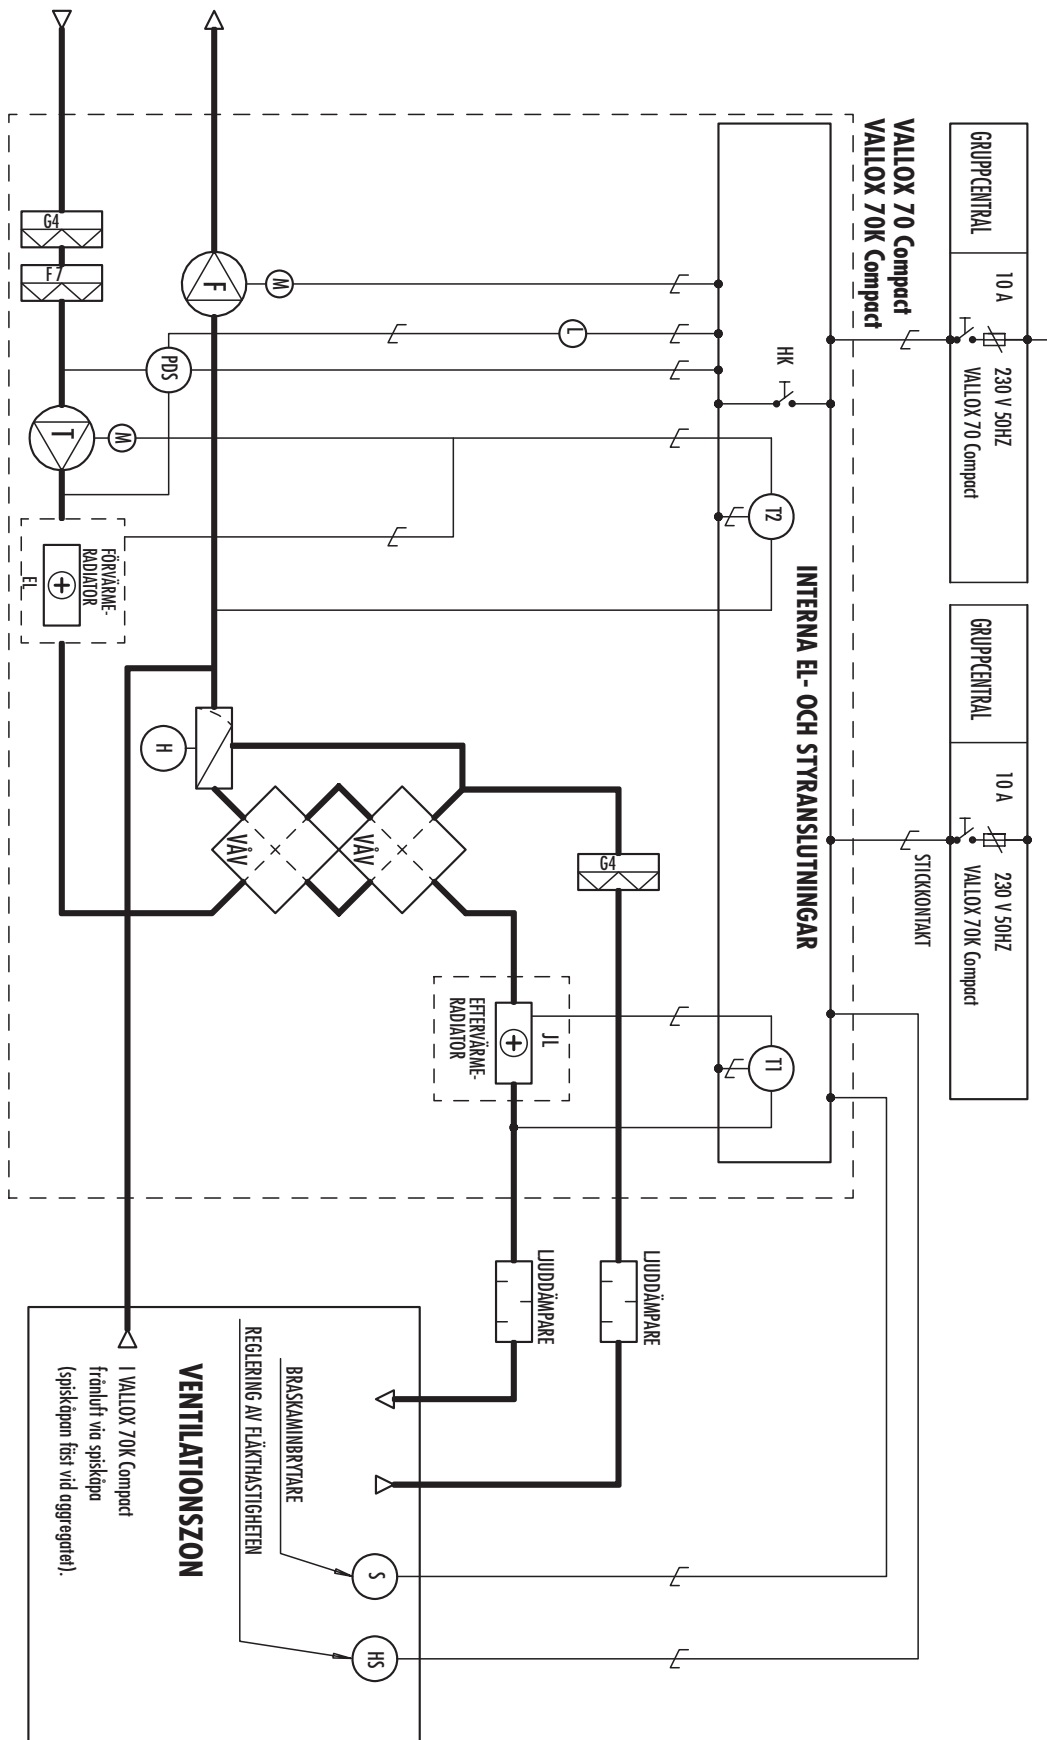 GRUPPCENTRAL
10 A
230 V 50HZ
VALLOX 70 Compact
GRUPPCENTRAL
10 A
230 V 50HZ
VALLOX 70K Compact
STICKKONTAKT
VALLOX 70 Compact
VALLOX 70K Compact
HK
INTERNA EL- OCH STYRANSLUTNINGAR
T2
T1
M
L
PDS
M
F
T
G4
F7
FÖRVÄRME-
RADIATOR
EL
H
VÅV
VÅV
G4
JL
EFTERVÄRME-
RADIATOR
LJUDDÄMPARE
LJUDDÄMPARE
BRASKAMINBRYTARE
REGLERING AV FLÄKTHASTIGHETEN
S
HS
VENTILATIONSZON
I VALLOX 70K Compact
frånluft via spiskåpa
(spiskåpan fäst vid aggregatet).